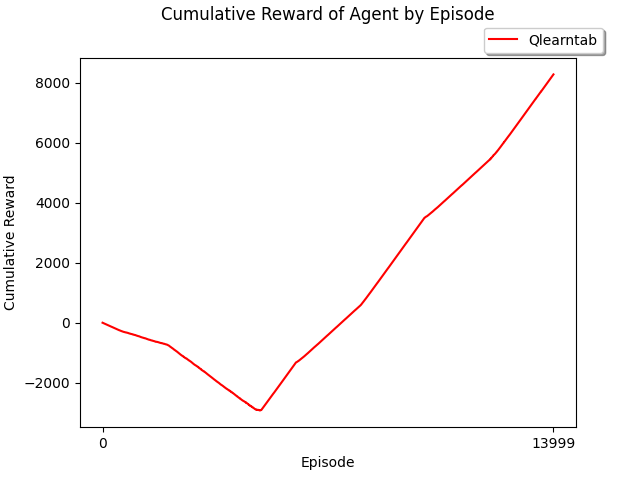 Cumulative Reward of Agent by Episode
Qlearntab
8000
6000
4000
2000
0
−2000
Cumulative Reward
0
13999
Episode